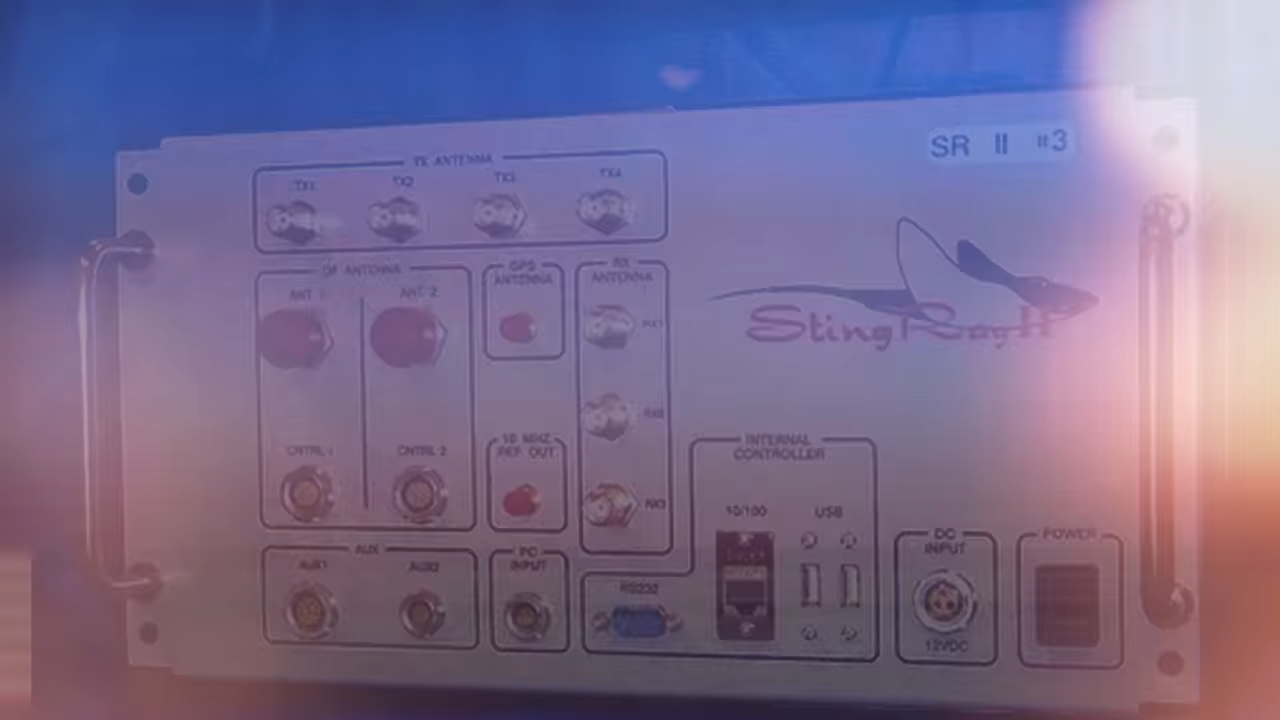 SR II #3
TX ANTENNA
TX1 TX2 TX3 TX4
DF ANTENNA
ANT 1 ANT 2
GPS
ANTENNA
RX
ANTENNA
RX1
StingRay II
RX2
CNTRL 1 CNTRL 2
10 MHZ
REF OUT
RX3
INTERNAL
CONTROLLER
10/100 USB
AUX
AUX1 AUX2
PC
INPUT
RS232
DC
INPUT
12VDC
POWER